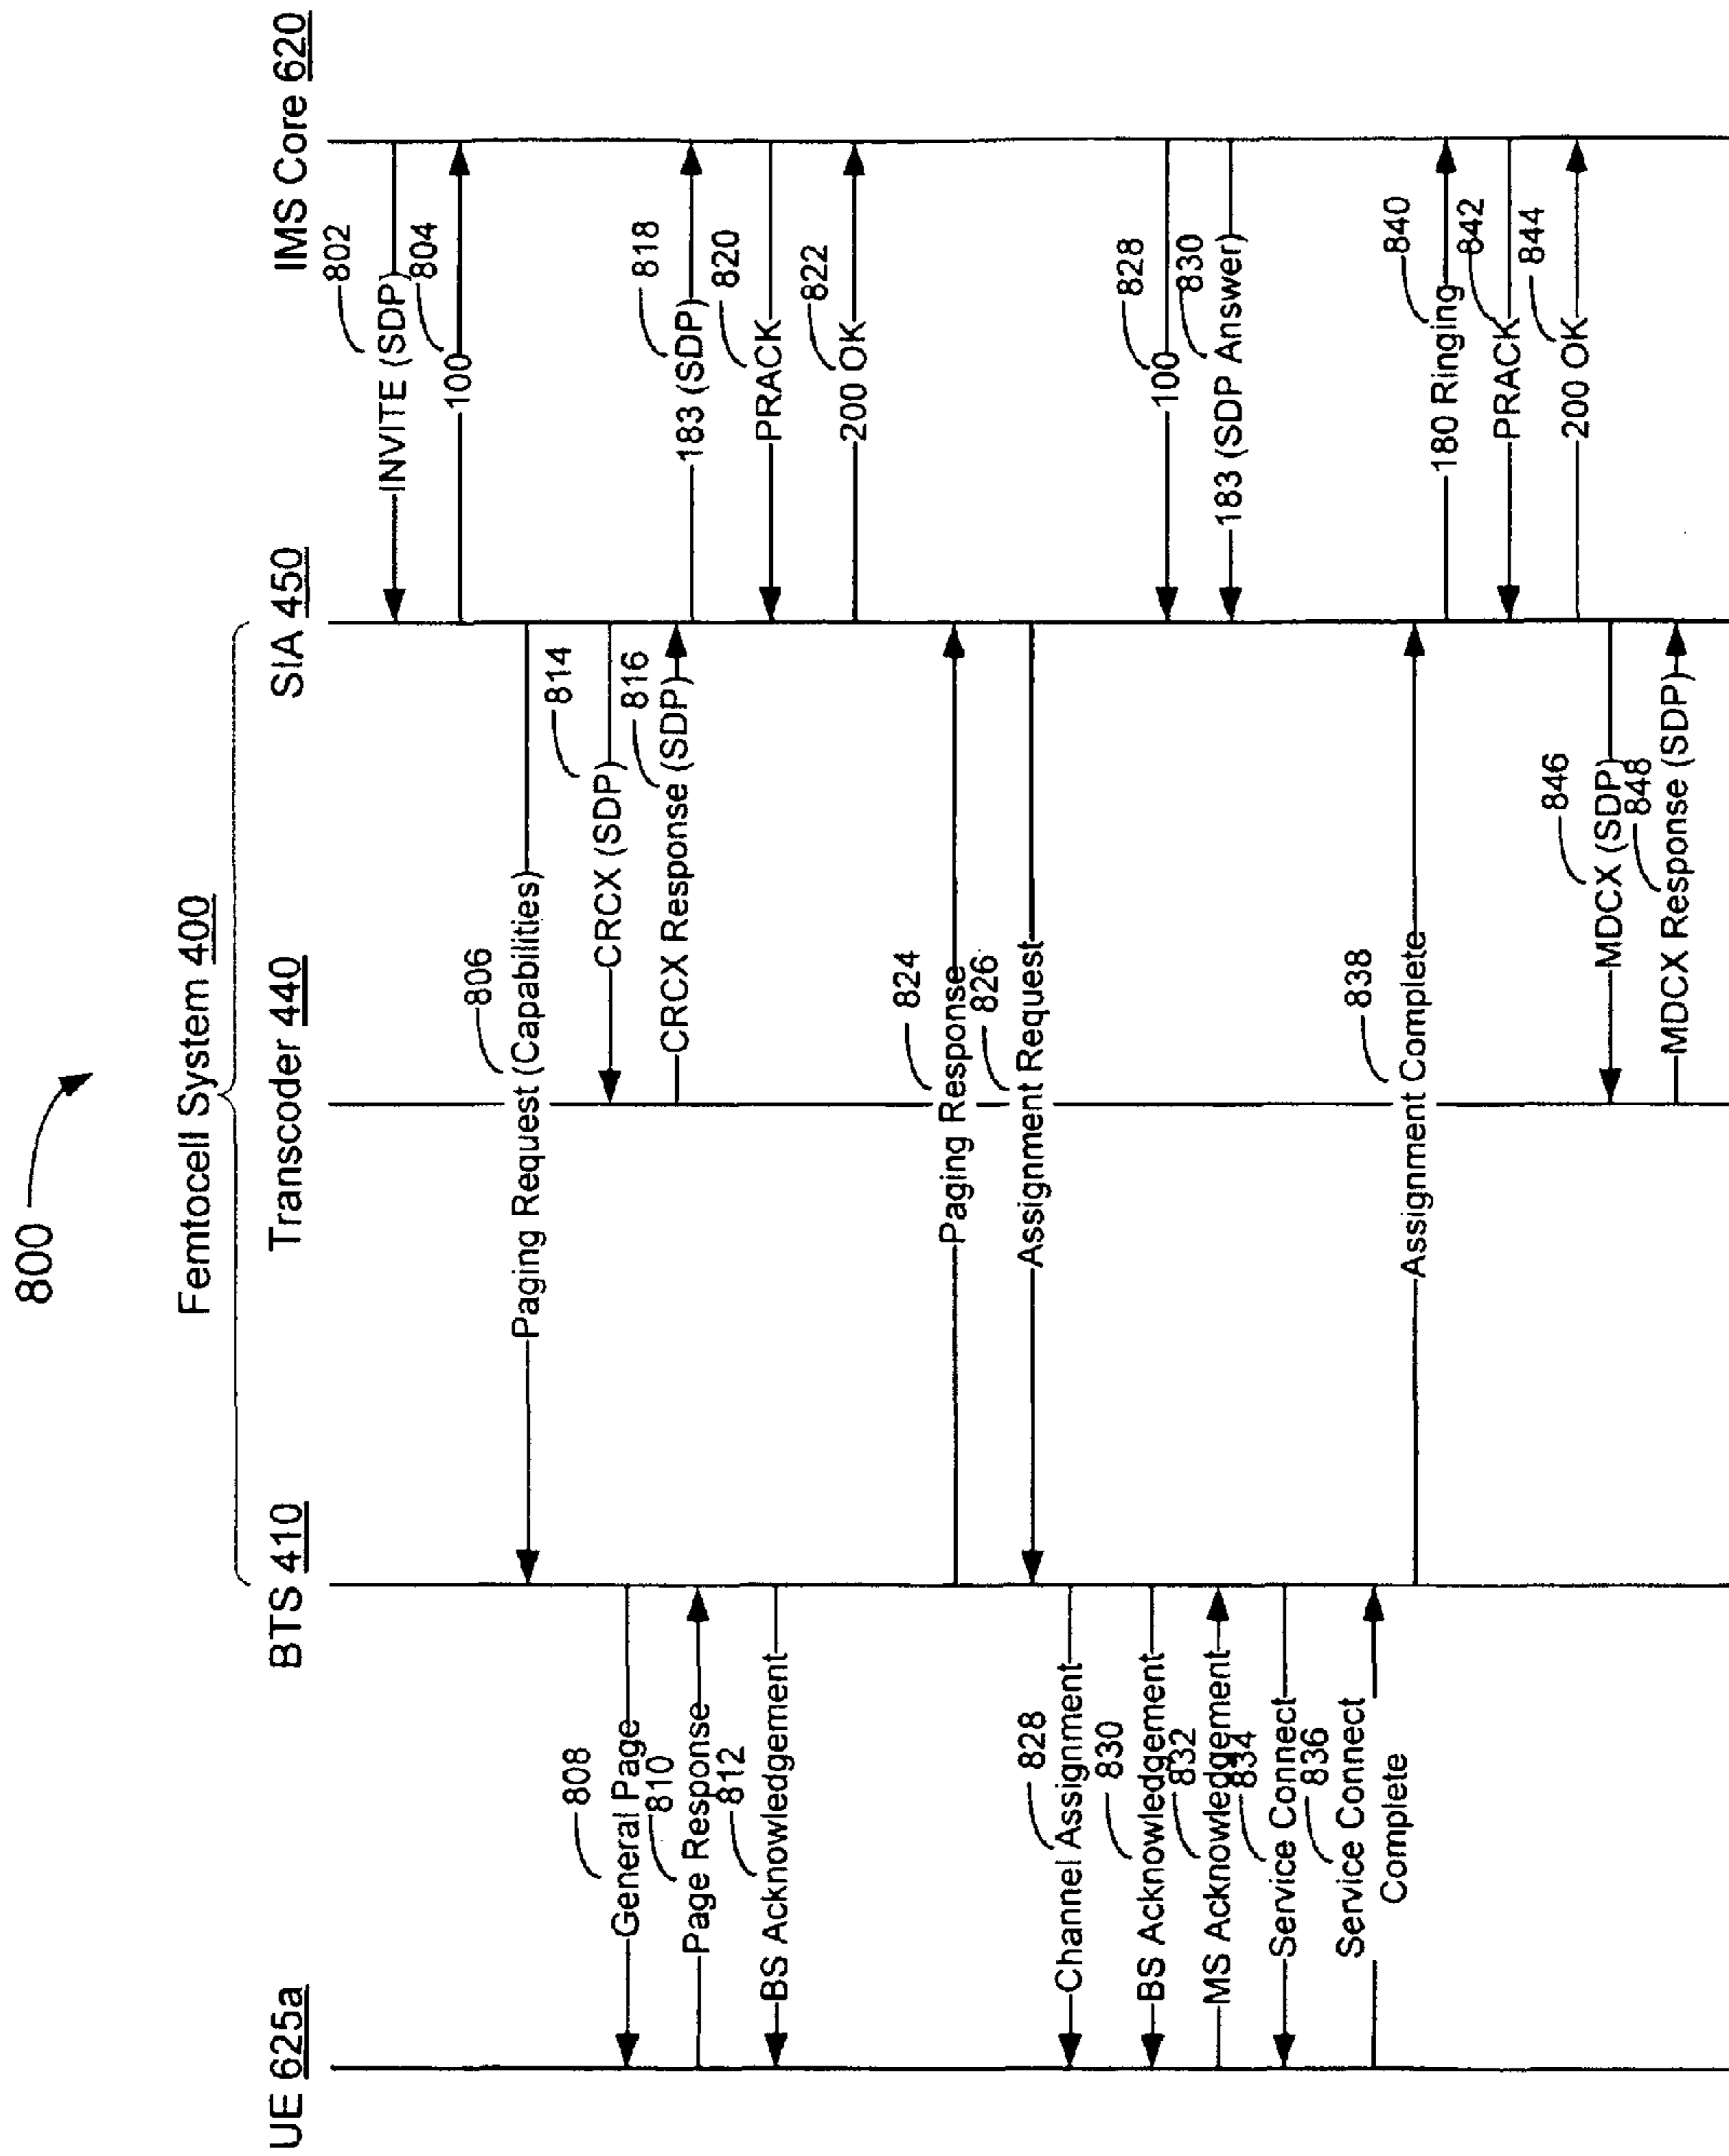 800
Femtocell System 400
UE 625a
BTS 410
Transcoder 440
SIA 450
IMS Core 620
802
INVITE (SDP)
804
100
806
Paging Request (Capabilities)
808
General Page
814
CRCX (SDP)
816
CRCX Response (SDP)
810
Page Response
818
183 (SDP)
812
BS Acknowledgement
820
PRACK
822
200 OK
824
Paging Response
826
Assignment Request
828
Channel Assignment
830
BS Acknowledgement
828
100
832
MS Acknowledgement
830
183 (SDP Answer)
834
Service Connect
836
Service Connect
Complete
838
Assignment Complete
840
180 Ringing
842
PRACK
844
200 OK
846
MDCX (SDP)
848
MDCX Response (SDP)